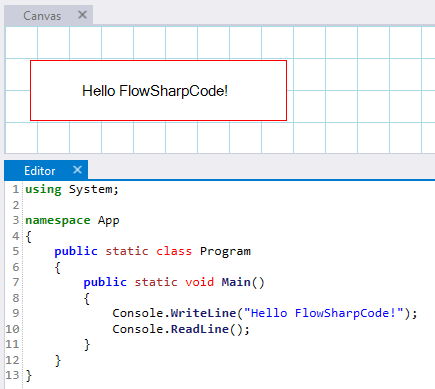 Canvas ×
Hello FlowSharpCode!
Editor ×
1 using System;
2
3 namespace App
4 {
5     public static class Program
6     {
7         public static void Main()
8         {
9             Console.WriteLine("Hello FlowSharpCode!");
10             Console.ReadLine();
11         }
12     }
13 }